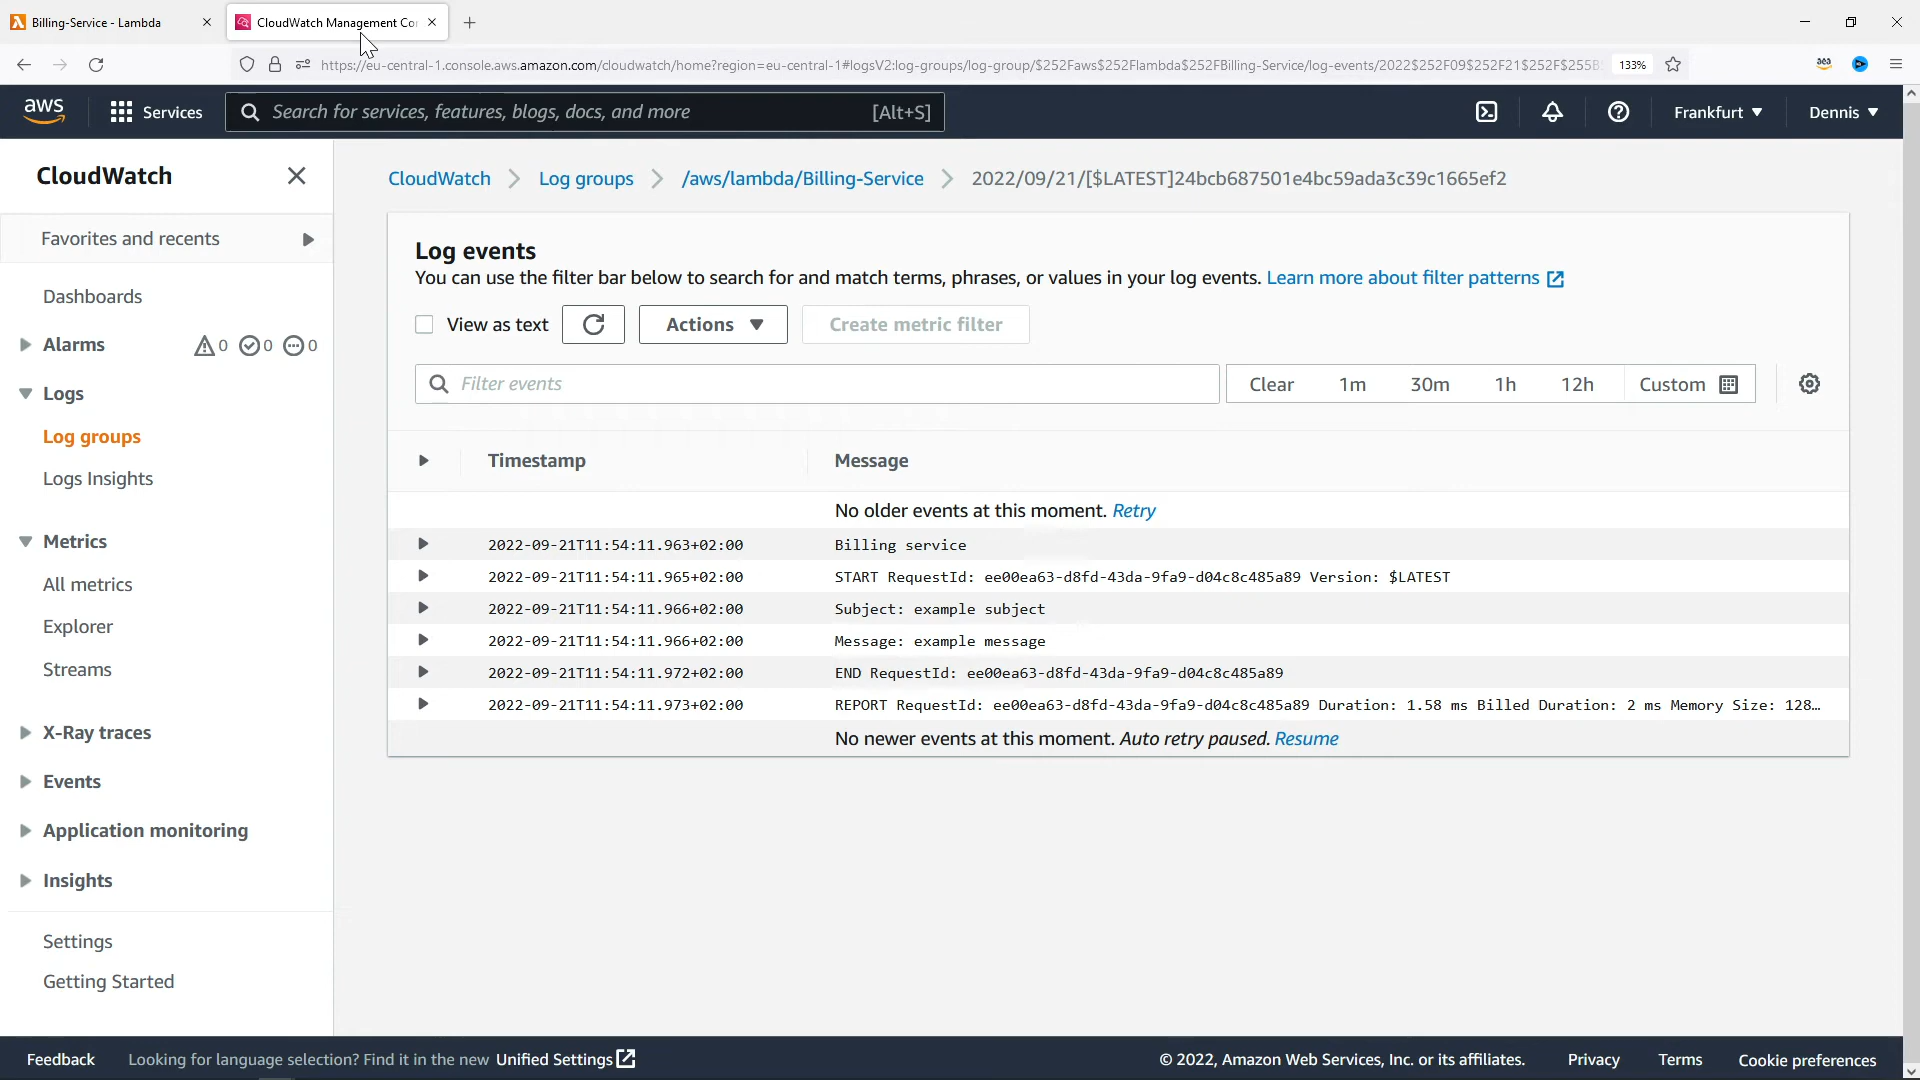 Billing-Service - Lambda
CloudWatch Management Co
https://eu-central-1.console.aws.amazon.com/cloudwatch/home?region=eu-central-1#logsV2:log-groups/log-group/$252Faws$252Flambda$252FBilling-Service/log-events/2022$252F09$252F21$252F$255B$
133%
aws
Services
Search for services, features, blogs, docs, and more
[Alt+S]
Frankfurt
Dennis
CloudWatch
Favorites and recents
Dashboards
Alarms
0
0
0
Logs
Log groups
Logs Insights
Metrics
All metrics
Explorer
Streams
X-Ray traces
Events
Application monitoring
Insights
Settings
Getting Started
CloudWatch
Log groups
/aws/lambda/Billing-Service
2022/09/21/[$LATEST]24bcb687501e4bc59ada3c39c1665ef2
Log events
You can use the filter bar below to search for and match terms, phrases, or values in your log events. Learn more about filter patterns
View as text
Actions
Create metric filter
Filter events
Clear
1m
30m
1h
12h
Custom
Timestamp
Message
No older events at this moment. Retry
2022-09-21T11:54:11.963+02:00 Billing service
2022-09-21T11:54:11.965+02:00 START RequestId: ee00ea63-d8fd-43da-9fa9-d04c8c485a89 Version: $LATEST
2022-09-21T11:54:11.966+02:00 Subject: example subject
2022-09-21T11:54:11.966+02:00 Message: example message
2022-09-21T11:54:11.972+02:00 END RequestId: ee00ea63-d8fd-43da-9fa9-d04c8c485a89
2022-09-21T11:54:11.973+02:00 REPORT RequestId: ee00ea63-d8fd-43da-9fa9-d04c8c485a89 Duration: 1.58 ms Billed Duration: 2 ms Memory Size: 128…
No newer events at this moment. Auto retry paused. Resume
Feedback
Looking for language selection? Find it in the new Unified Settings
© 2022, Amazon Web Services, Inc. or its affiliates.
Privacy
Terms
Cookie preferences